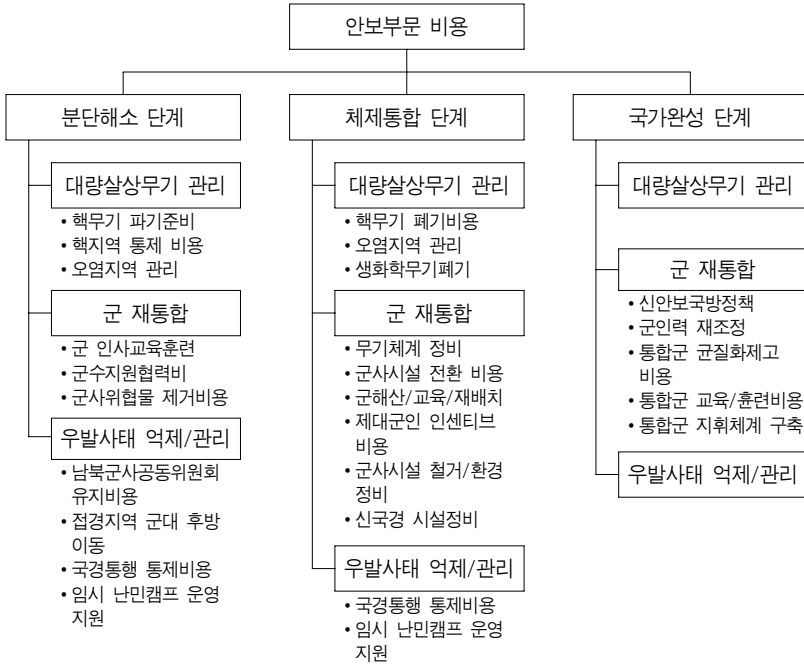 안보부문 비용
분단해소 단계
대량살상무기 관리
• 핵무기 파기준비
• 핵지역 통제 비용
• 오염지역 관리
군 재통합
• 군 인사교육훈련
• 군수지원협력비
• 군사위협물 제거비용
우발사태 억제/관리
• 남북군사공동위원회
유지비용
• 접경지역 군대 후방
이동
• 국경통행 통제비용
• 임시 난민캠프 운영
지원
체제통합 단계
대량살상무기 관리
• 핵무기 폐기비용
• 오염지역 관리
• 생화학무기폐기
군 재통합
• 무기체계 정비
• 군사시설 전환 비용
• 군해산/교육/재배치
• 제대군인 인센티브
비용
• 군사시설 철거/환경
정비
• 신국경 시설정비
우발사태 억제/관리
• 국경통행 통제비용
• 임시 난민캠프 운영
지원
국가완성 단계
대량살상무기 관리
군 재통합
• 신안보국방정책
• 군인력 재조정
• 통합군 균질화제고
비용
• 통합군 교육/훈련비용
• 통합군 지휘체계 구축
우발사태 억제/관리